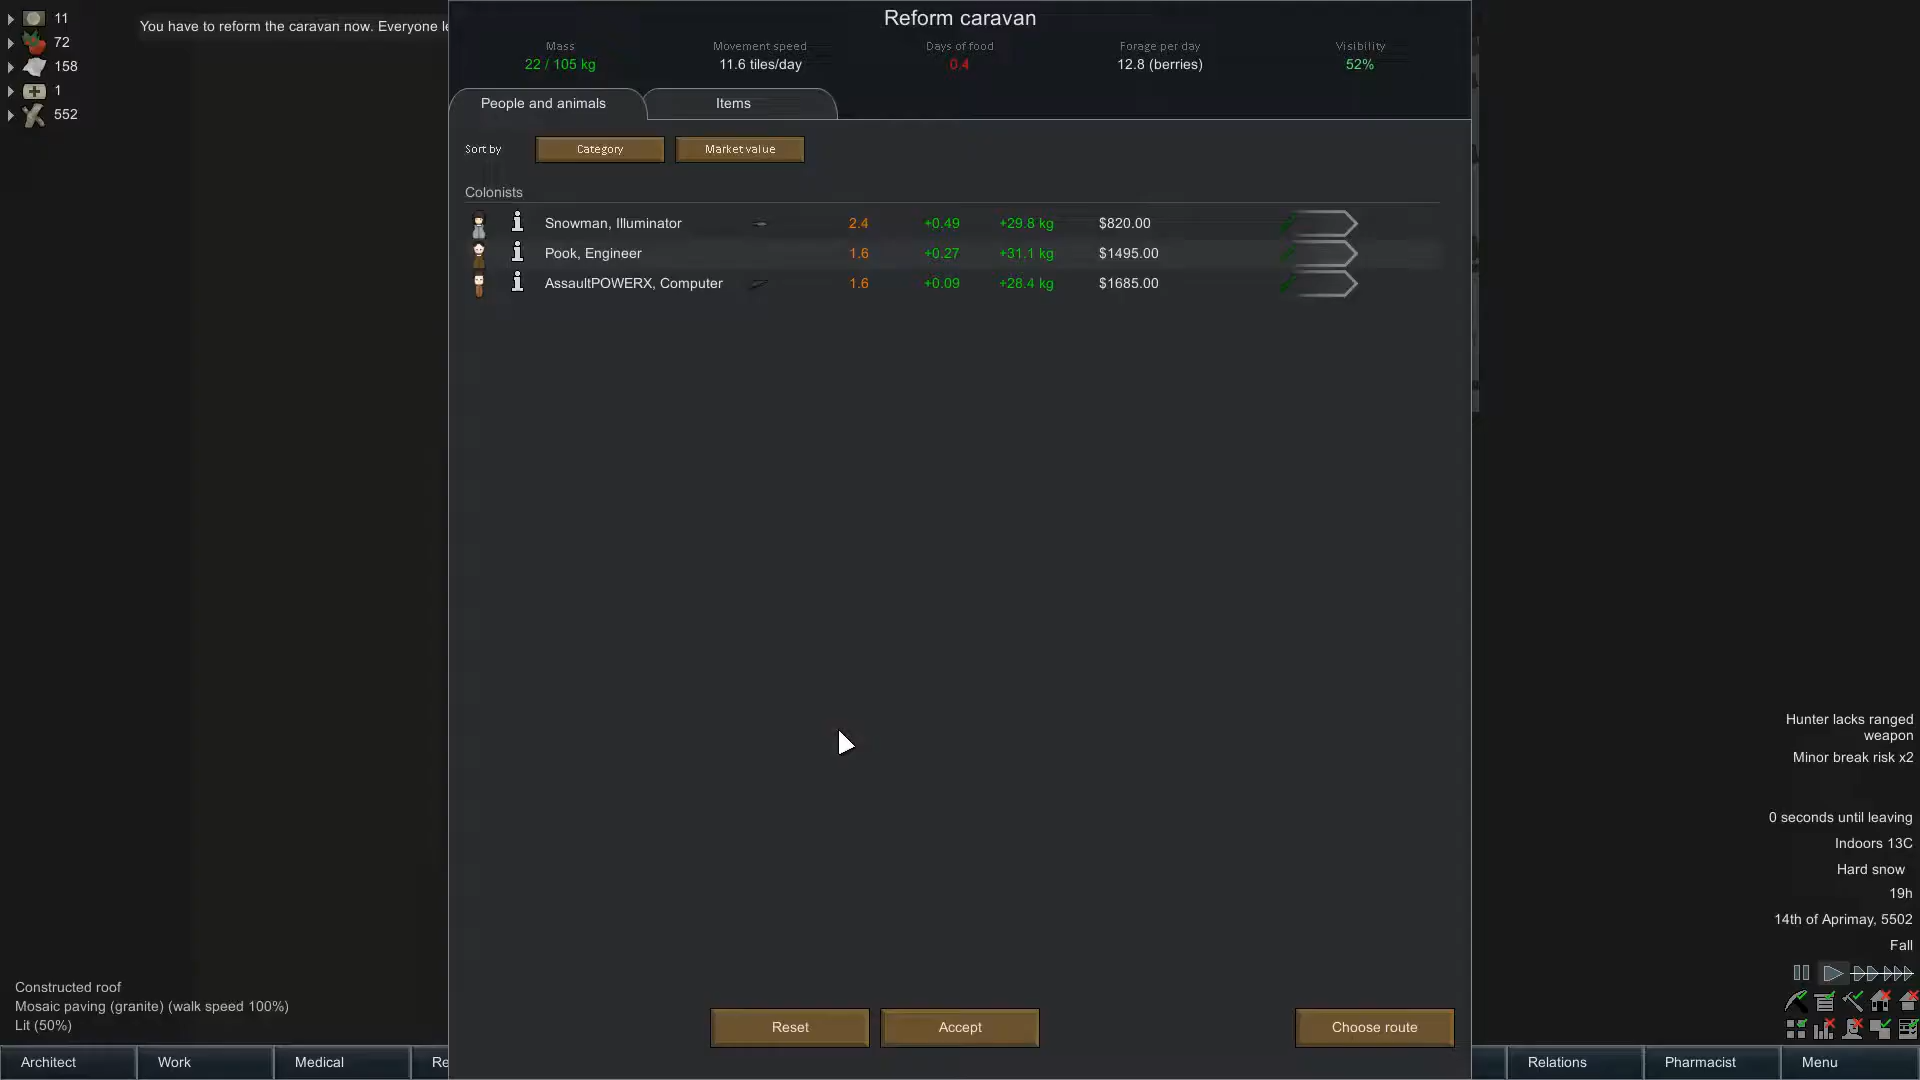 11
72
158
1
552
You have to reform the caravan now. Everyone le
Reform caravan
Mass
22 / 105 kg
Movement speed
11.6 tiles/day
Days of food
0.4
Forage per day
12.8 (berries)
Visibility
52%
People and animals
Items
Sort by
Category
Market value
Colonists
Snowman, Illuminator 2.4 +0.49 +29.8 kg $820.00
Pook, Engineer 1.6 +0.27 +31.1 kg $1495.00
AssaultPOWERX, Computer 1.6 +0.09 +28.4 kg $1685.00
Hunter lacks ranged
weapon
Minor break risk x2
0 seconds until leaving
Indoors 13C
Hard snow
19h
14th of Aprimay, 5502
Fall
Constructed roof
Mosaic paving (granite) (walk speed 100%)
Lit (50%)
Reset
Accept
Choose route
Architect
Work
Medical
Re
Relations
Pharmacist
Menu